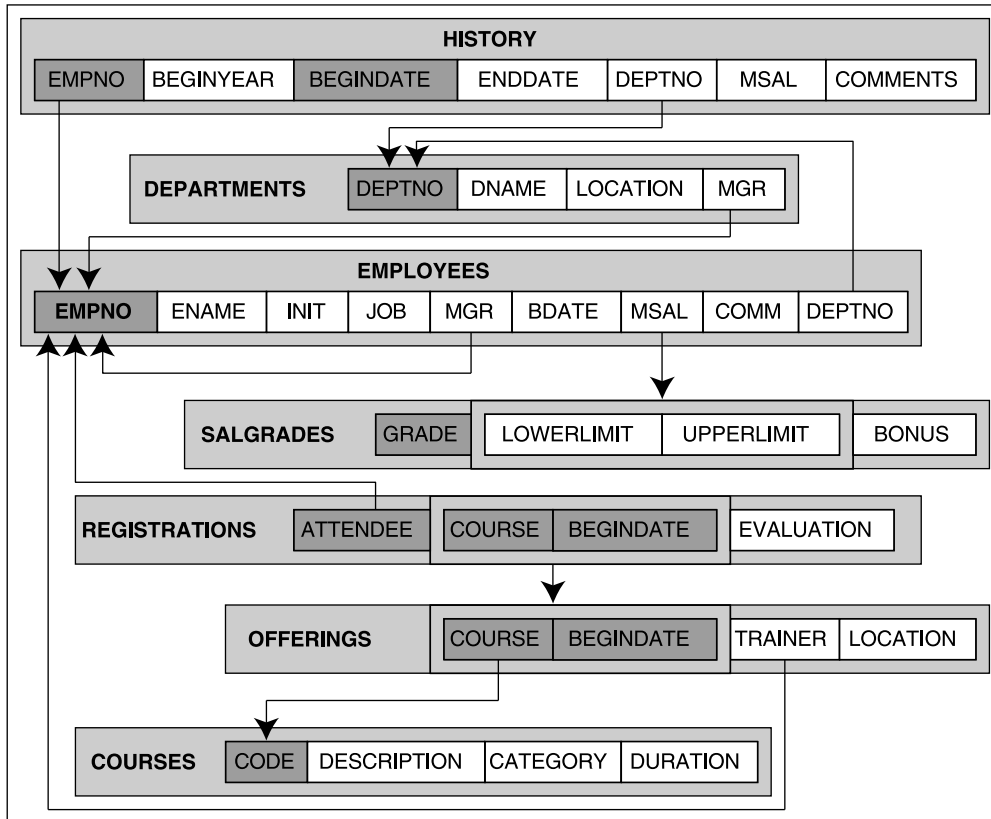 HISTORY
EMPNO BEGINYEAR BEGINDATE ENDDATE DEPTNO MSAL COMMENTS
DEPARTMENTS DEPTNO DNAME LOCATION MGR
EMPLOYEES
EMPNO ENAME INIT JOB MGR BDATE MSAL COMM DEPTNO
SALGRADES GRADE LOWERLIMIT UPPERLIMIT BONUS
REGISTRATIONS ATTENDEE COURSE BEGINDATE EVALUATION
OFFERINGS COURSE BEGINDATE TRAINER LOCATION
COURSES CODE DESCRIPTION CATEGORY DURATION